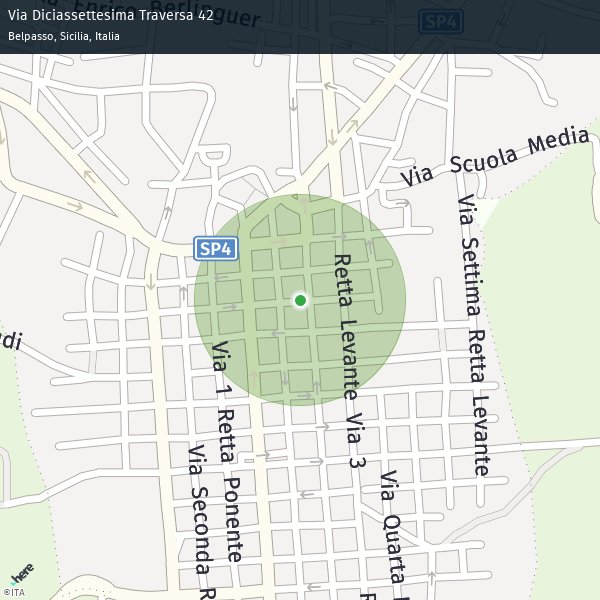 Via Diciassettesima Traversa 42
Belpasso, Sicilia, Italia
Enrico Berlinguer
SP4
Via Scuola Media
SP4
Via Settima Retta Levante
Retta Levante Via 3
Via 1 Retta Ponente
Via Seconda R
Via Quarta
here
©ITA